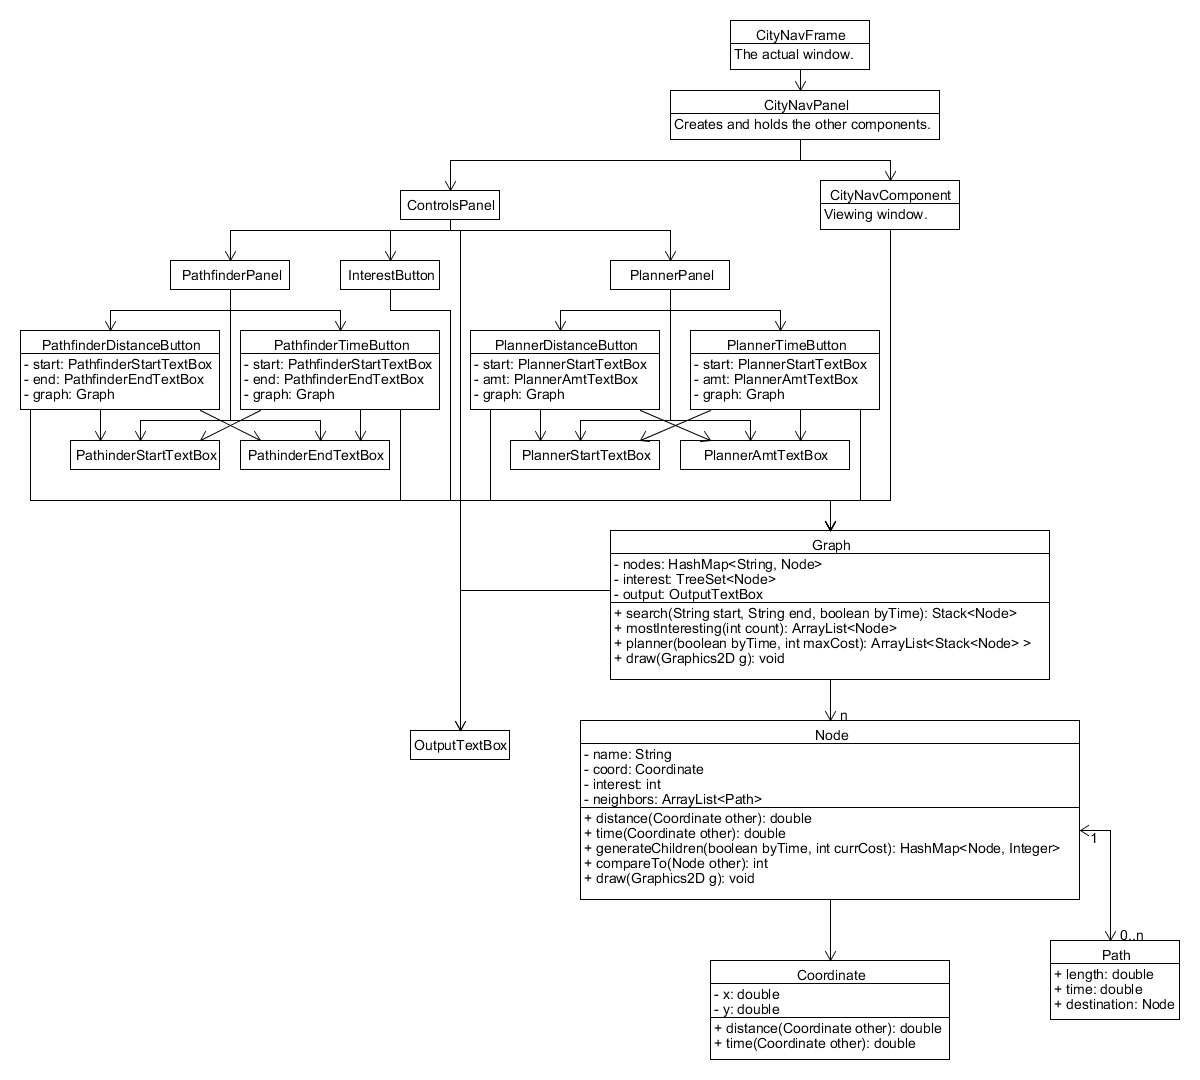 CityNavFrame
The actual window.
CityNavPanel
Creates and holds the other components.
ControlsPanel
CityNavComponent
Viewing window.
PathfinderPanel
InterestButton
PlannerPanel
PathfinderDistanceButton
- start: PathfinderStartTextBox
- end: PathfinderEndTextBox
- graph: Graph
PathfinderTimeButton
- start: PathfinderStartTextBox
- end: PathfinderEndTextBox
- graph: Graph
PlannerDistanceButton
- start: PlannerStartTextBox
- amt: PlannerAmtTextBox
- graph: Graph
PlannerTimeButton
- start: PlannerStartTextBox
- amt: PlannerAmtTextBox
- graph: Graph
PathinderStartTextBox
PathinderEndTextBox
PlannerStartTextBox
PlannerAmtTextBox
Graph
- nodes: HashMap<String, Node>
- interest: TreeSet<Node>
- output: OutputTextBox
+ search(String start, String end, boolean byTime): Stack<Node>
+ mostInteresting(int count): ArrayList<Node>
+ planner(boolean byTime, int maxCost): ArrayList<Stack<Node> >
+ draw(Graphics2D g): void
n
OutputTextBox
Node
- name: String
- coord: Coordinate
- interest: int
- neighbors: ArrayList<Path>
+ distance(Coordinate other): double
+ time(Coordinate other): double
+ generateChildren(boolean byTime, int currCost): HashMap<Node, Integer>
+ compareTo(Node other): int
+ draw(Graphics2D g): void
1
0..n
Path
+ length: double
+ time: double
+ destination: Node
Coordinate
- x: double
- y: double
+ distance(Coordinate other): double
+ time(Coordinate other): double